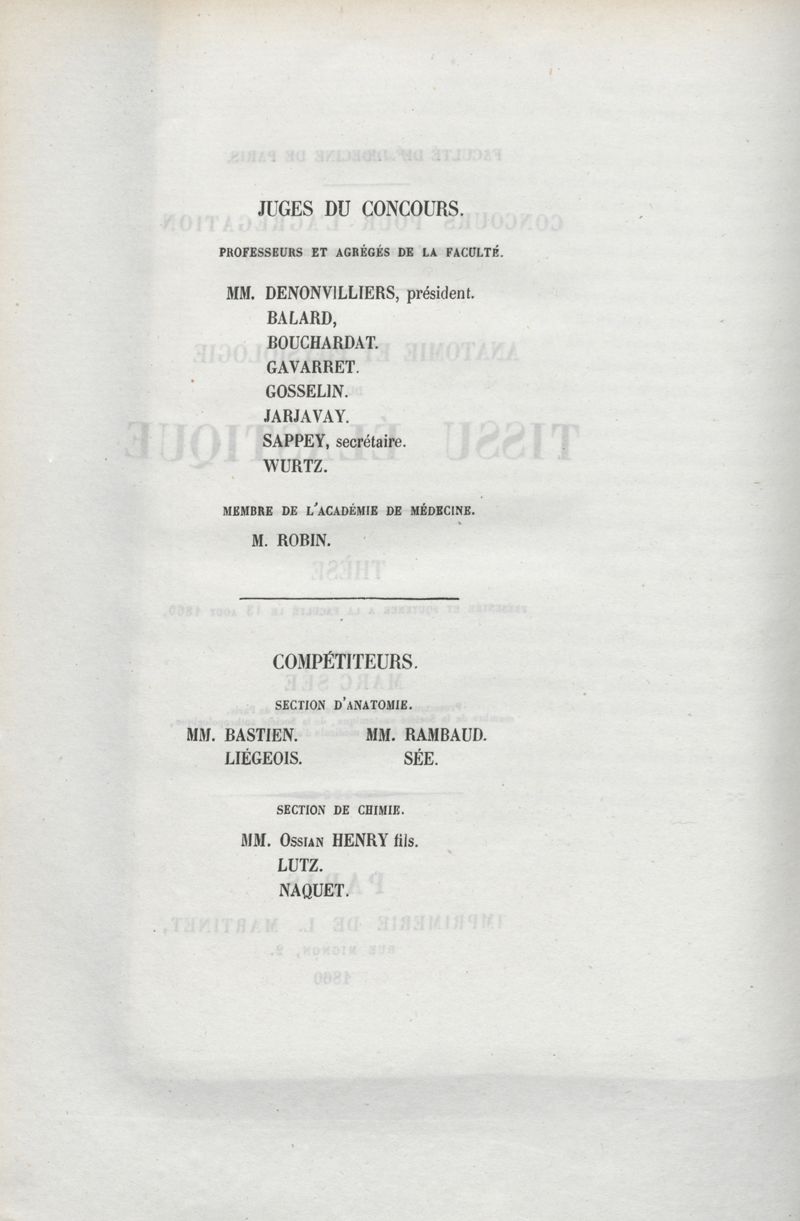 JUGES DU CONCOURS.
PROFESSEURS ET AGRÉGÉS DE LA FACULTÉ.
MM. DENONVILLIERS, président.
BALARD,
BOUCHARDAT.
GAVARRET.
GOSSELIN.
JARJAVAY.
SAPPEY, secrétaire.
WURTZ.
MEMBRE DE L'ACADÉMIE DE MÉDECINE.
M. ROBIN.
COMPÉTITEURS.
SECTION D'ANATOMIE.
MM. BASTIEN. MM. RAMBAUD.
LIÉGEOIS. SÉE.
SECTION DE CHIMIE.
MM. OSSIAN HENRY fils.
LUTZ.
NAQUET.